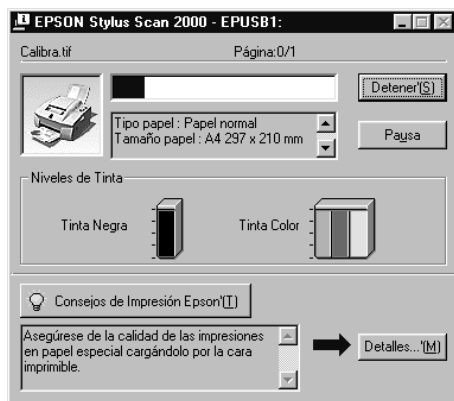 EPSON Stylus Scan 2000 - EPUSB1:
Calibra.tif Página:0/1
Detener'(S)
Tipo papel : Papel normal
Tamaño papel : A4 297 x 210 mm
Pausa
Niveles de Tinta
Tinta Negra Tinta Color
Consejos de Impresión Epson'(T)
Asegúrese de la calidad de las impresiones
en papel especial cargándolo por la cara
imprimible.
Detalles...'(M)